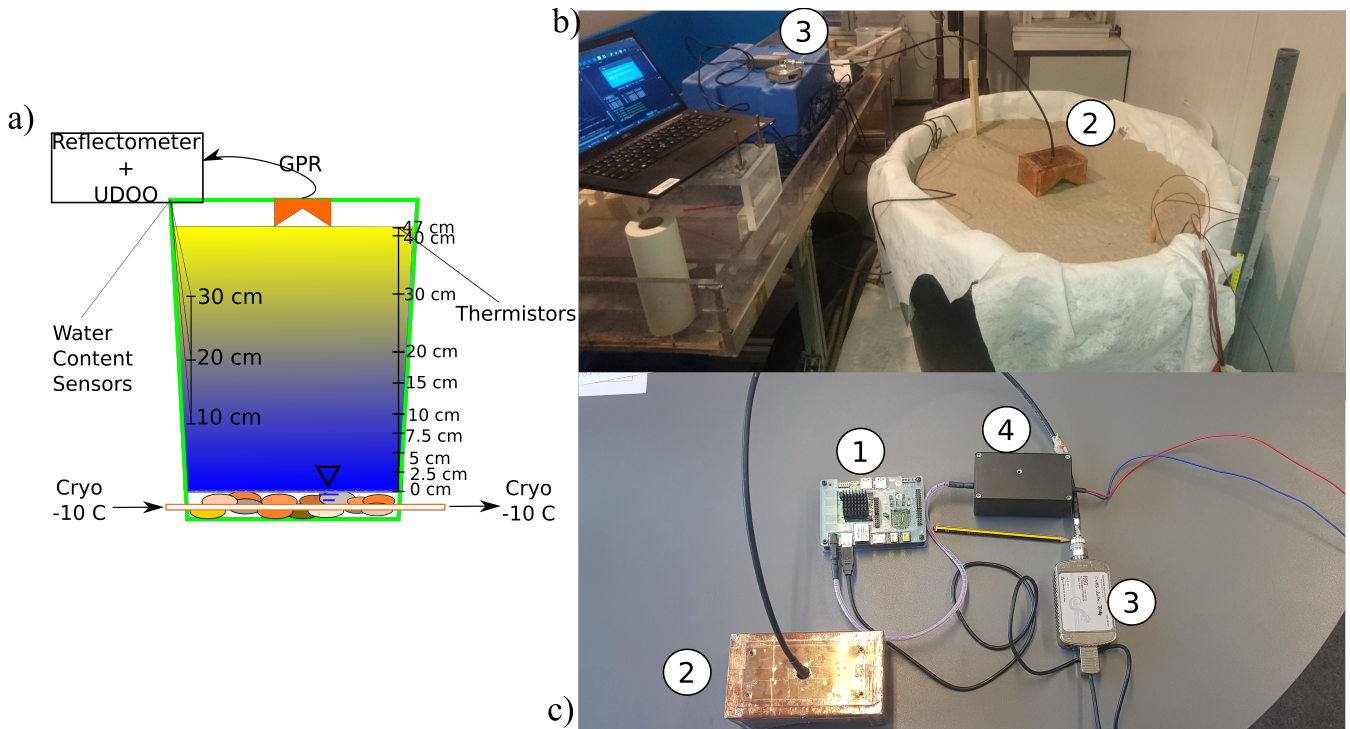 a)
Reflectometer
+
UDOO
GPR
47 cm
40 cm
30 cm
20 cm
15 cm
10 cm
7.5 cm
5 cm
2.5 cm
0 cm
Thermistors
30 cm
20 cm
10 cm
Water
Content
Sensors
Cryo
-10 C
Cryo
-10 C
b)
3
2
c)
1
4
3
2